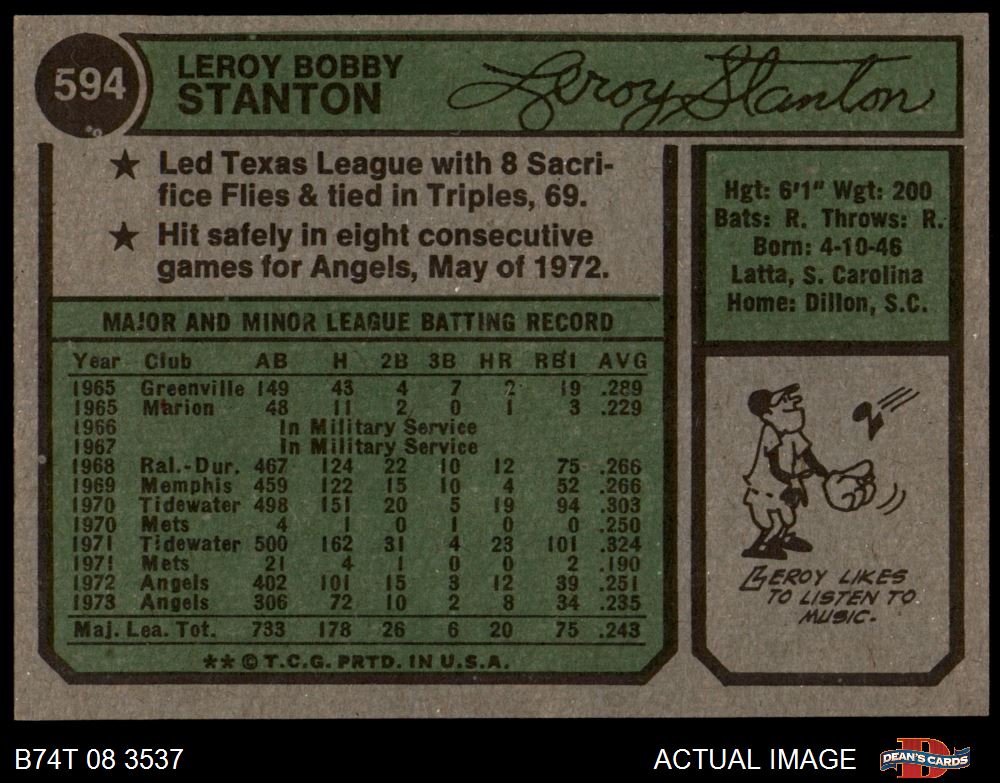 594
LEROY BOBBY
STANTON
Leroy Stanton
★ Led Texas League with 8 Sacri-
fice Flies & tied in Triples, 69.
★ Hit safely in eight consecutive
games for Angels, May of 1972.
Hgt: 6'1" Wgt: 200
Bats: R. Throws: R.
Born: 4-10-46
Latta, S. Carolina
Home: Dillon, S.C.
MAJOR AND MINOR LEAGUE BATTING RECORD
Year Club AB H 2B 3B HR RBI AVG
1965 Greenville 149 43 4 7 2 19 .289
1965 Marion 48 11 2 0 1 3 .229
1966 In Military Service
1967 In Military Service
1968 Ral.-Dur. 467 124 22 10 12 75 .266
1969 Memphis 459 122 15 10 4 52 .266
1970 Tidewater 498 151 20 5 19 94 .303
1970 Mets 4 1 0 1 0 0 .250
1971 Tidewater 500 162 31 4 23 101 .324
1971 Mets 21 4 1 0 0 2 .190
1972 Angels 402 101 15 3 12 39 .251
1973 Angels 306 72 10 2 8 34 .235
Maj. Lea. Tot. 733 178 26 6 20 75 .243
** © T.C.G. PRTD. IN U.S.A.
LEROY LIKES
TO LISTEN TO
MUSIC.
B74T 08 3537
ACTUAL IMAGE
D
DEAN'S CARDS